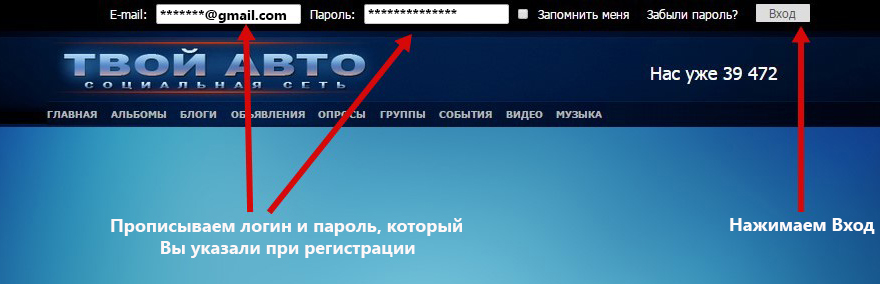 E-mail: *******@gmail.com Пароль: ************** Запомнить меня Забыли пароль? Вход
ТВОЙ АВТО
СОЦИАЛЬНАЯ СЕТЬ
Нас уже 39 472
ГЛАВНАЯ АЛЬБОМЫ БЛОГИ ОБЪЯВЛЕНИЯ ОПРОСЫ ГРУППЫ СОБЫТИЯ ВИДЕО МУЗЫКА
Прописываем логин и пароль, который
Вы указали при регистрации
Нажимаем Вход